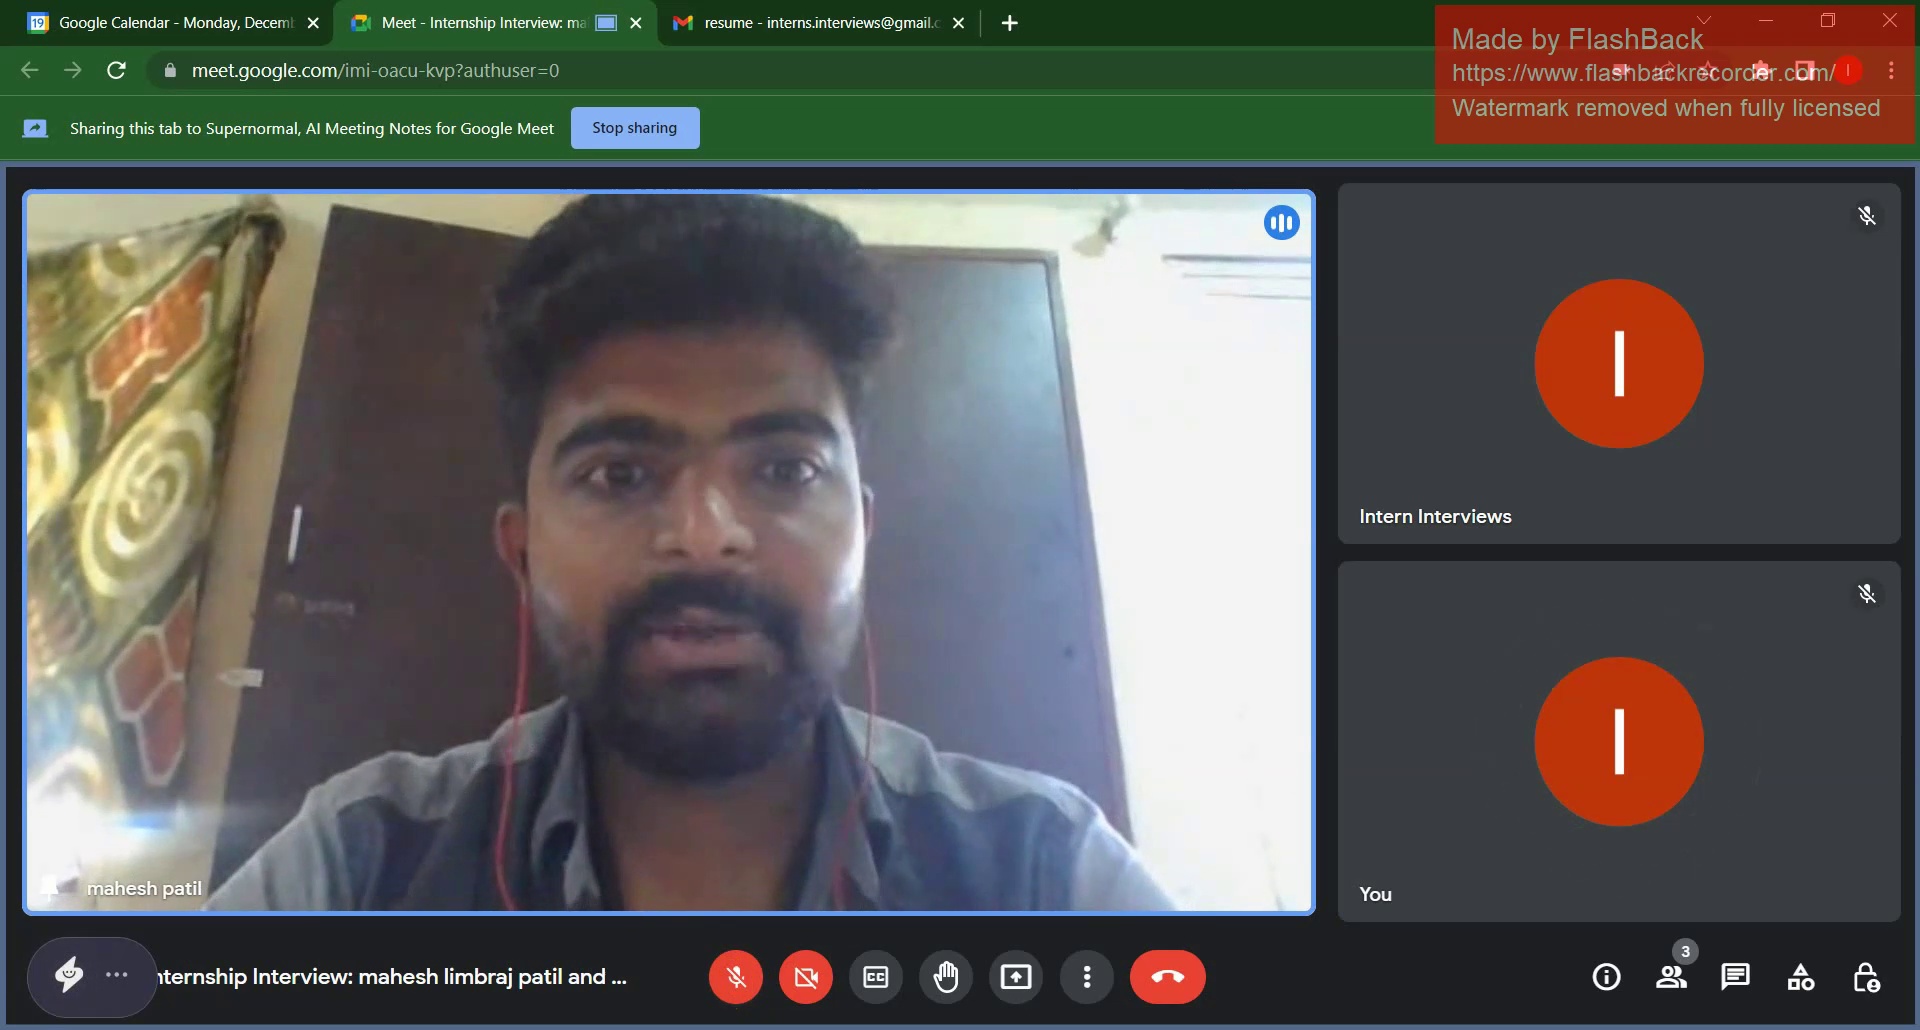 Google Calendar - Monday, Decem
Meet - Internship Interview: ma
resume - interns.interviews@gmail.c
meet.google.com/imi-oacu-kvp?authuser=0
Made by FlashBack
https://www.flashbackrecorder.com/
Watermark removed when fully licensed
Sharing this tab to Supernormal, AI Meeting Notes for Google Meet
Stop sharing
Intern Interviews
mahesh patil
You
nternship Interview: mahesh limbraj patil and ...
3